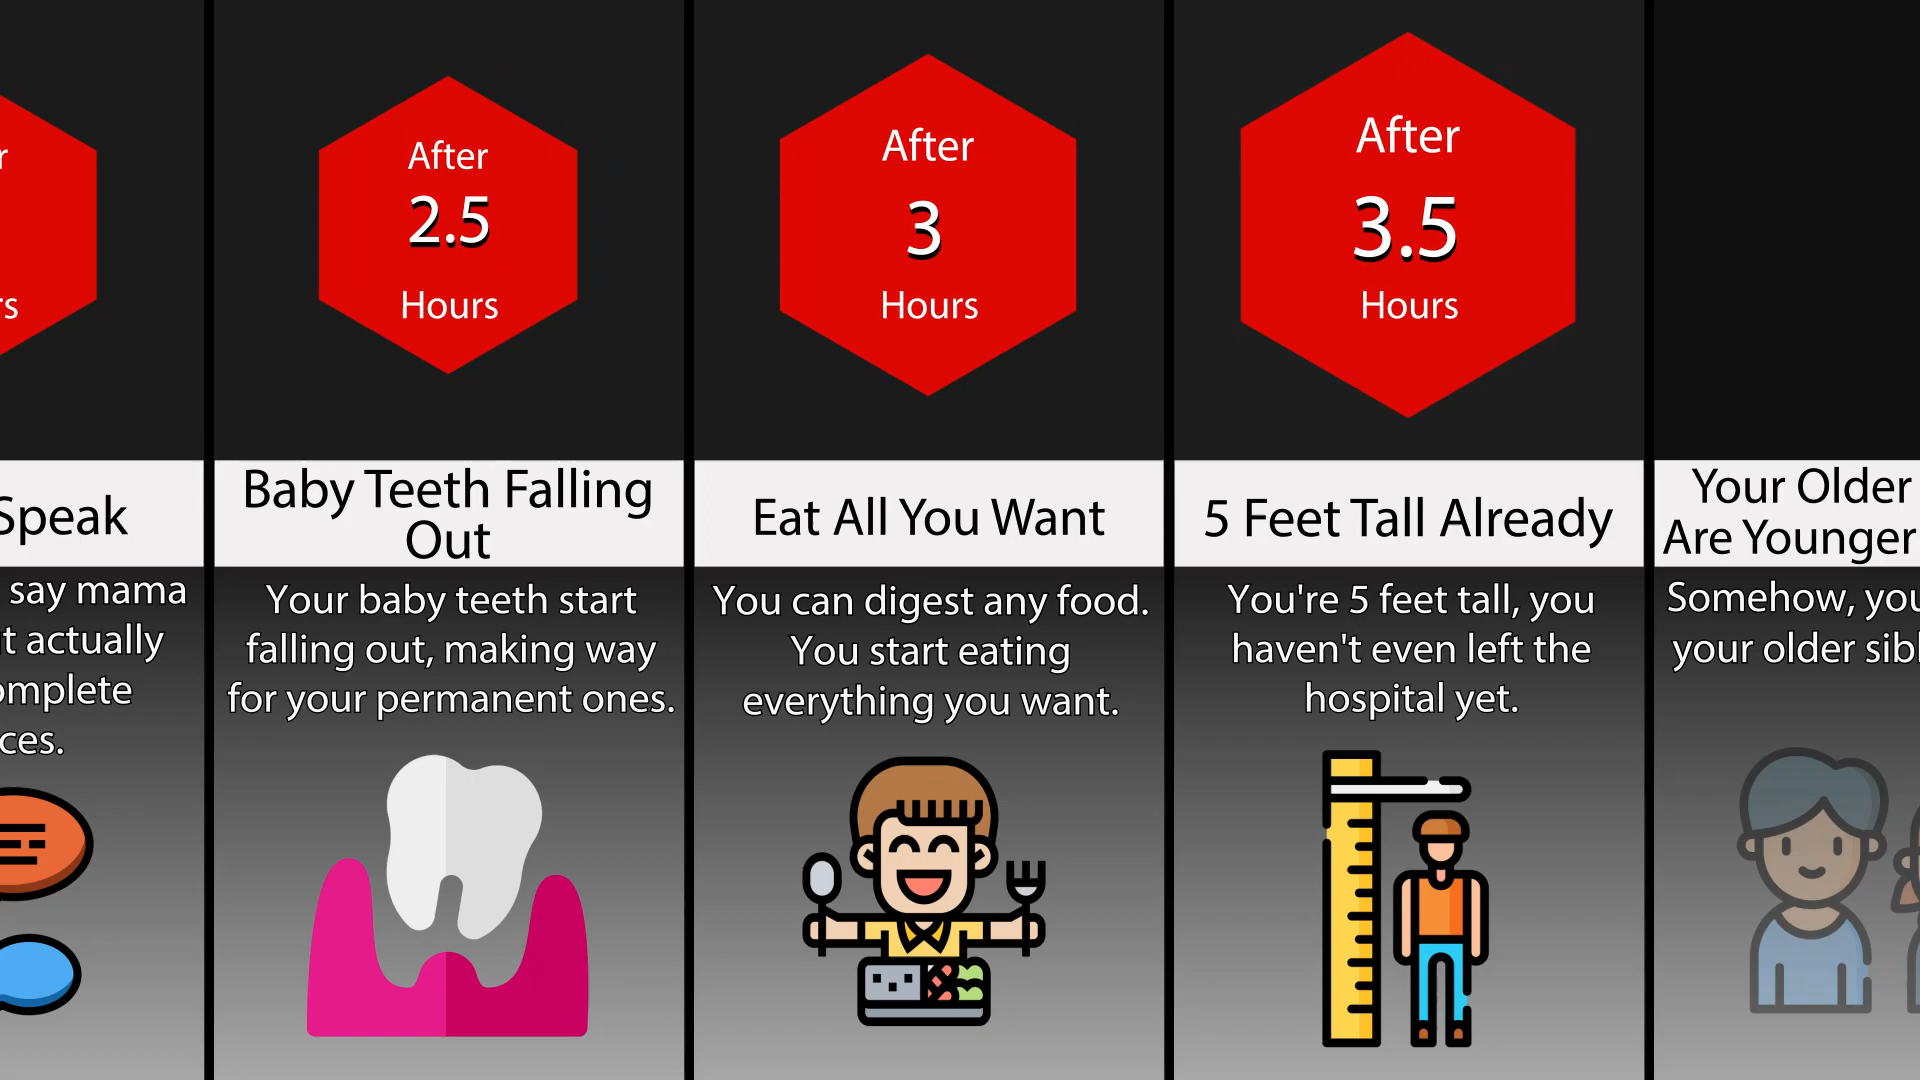 Speak
say mama
actually
ces.
After
2.5
Hours
Baby Teeth Falling
Out
Your baby teeth start
falling out, making way
for your permanent ones.
After
3
Hours
Eat All You Want
You can digest any food.
You start eating
everything you want.
After
3.5
Hours
5 Feet Tall Already
You're 5 feet tall, you
haven't even left the
hospital yet.
Your Older
Are Younger
Somehow,
your older